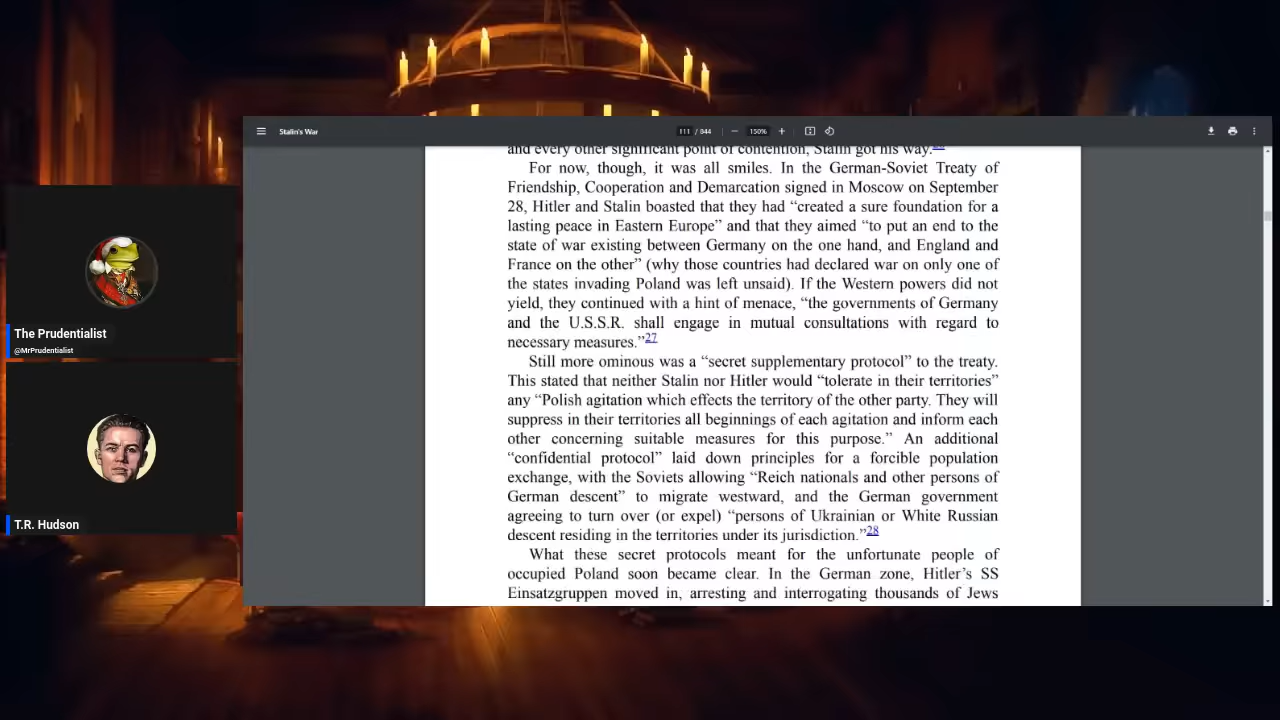 Stalin's War
111 / 844
150%
and every other significant point of contention, Stalin got his way.
For now, though, it was all smiles. In the German-Soviet Treaty of
Friendship, Cooperation and Demarcation signed in Moscow on September
28, Hitler and Stalin boasted that they had “created a sure foundation for a
lasting peace in Eastern Europe” and that they aimed “to put an end to the
state of war existing between Germany on the one hand, and England and
France on the other” (why those countries had declared war on only one of
the states invading Poland was left unsaid). If the Western powers did not
yield, they continued with a hint of menace, “the governments of Germany
and the U.S.S.R. shall engage in mutual consultations with regard to
necessary measures.”27
Still more ominous was a “secret supplementary protocol” to the treaty.
This stated that neither Stalin nor Hitler would “tolerate in their territories”
any “Polish agitation which effects the territory of the other party. They will
suppress in their territories all beginnings of each agitation and inform each
other concerning suitable measures for this purpose.” An additional
“confidential protocol” laid down principles for a forcible population
exchange, with the Soviets allowing “Reich nationals and other persons of
German descent” to migrate westward, and the German government
agreeing to turn over (or expel) “persons of Ukrainian or White Russian
descent residing in the territories under its jurisdiction.”28
What these secret protocols meant for the unfortunate people of
occupied Poland soon became clear. In the German zone, Hitler’s SS
Einsatzgruppen moved in, arresting and interrogating thousands of Jews
The Prudentialist
@MrPrudentialist
T.R. Hudson